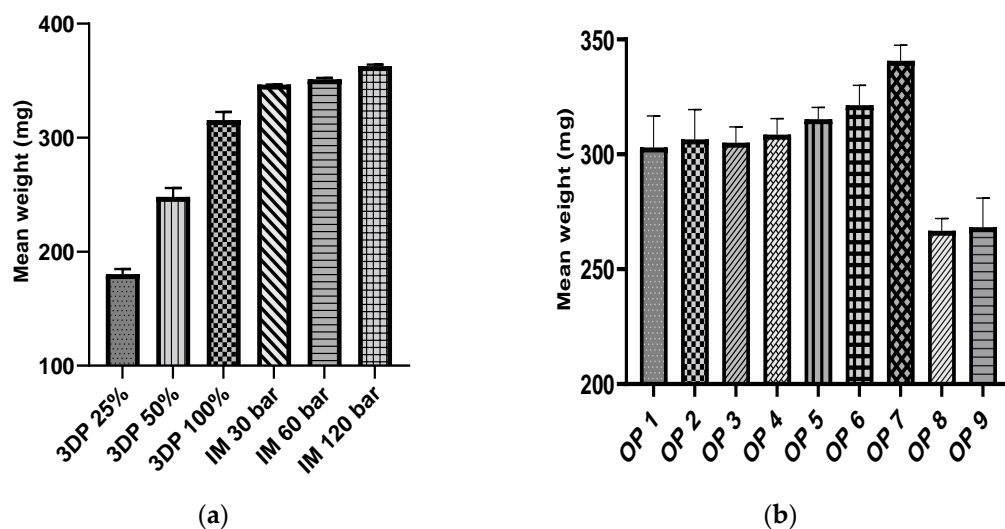 Mean weight (mg)
400
300
200
100
3DP 25%
3DP 50%
3DP 100%
IM 30 bar
IM 60 bar
IM 120 bar
(a)
Mean weight (mg)
350
300
250
200
OP 1
OP 2
OP 3
OP 4
OP 5
OP 6
OP 7
OP 8
OP 9
(b)